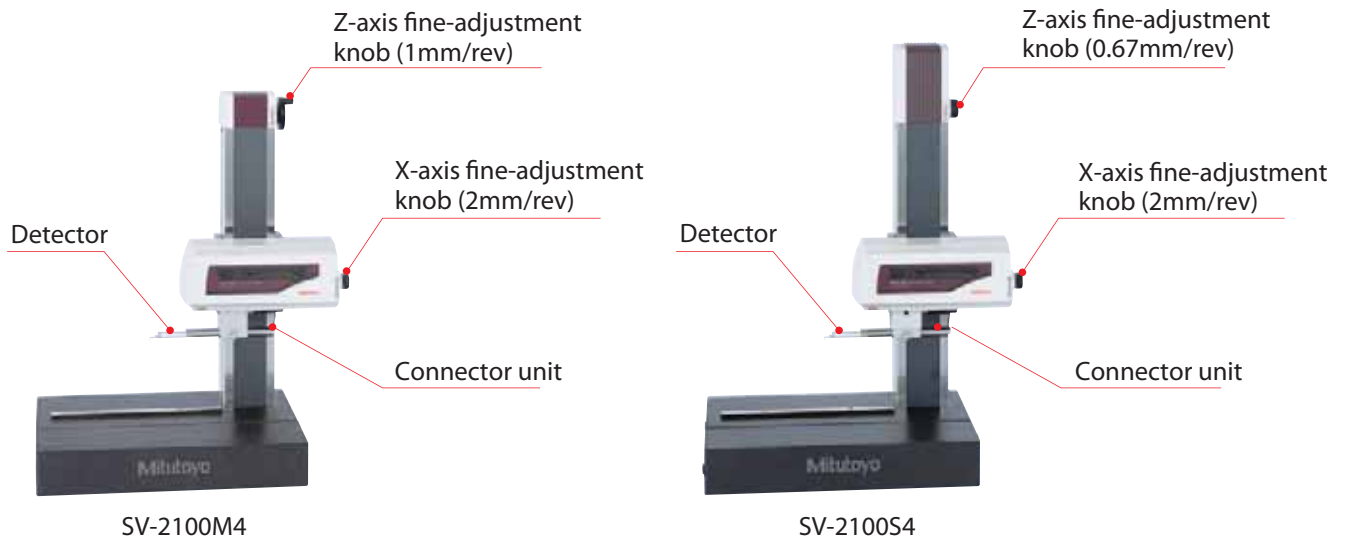 Z-axis fine-adjustment
knob (1mm/rev)
X-axis fine-adjustment
knob (2mm/rev)
Detector
Connector unit
Mitutoyo
SV-2100M4
Z-axis fine-adjustment
knob (0.67mm/rev)
X-axis fine-adjustment
knob (2mm/rev)
Detector
Connector unit
Mitutoyo
SV-2100S4